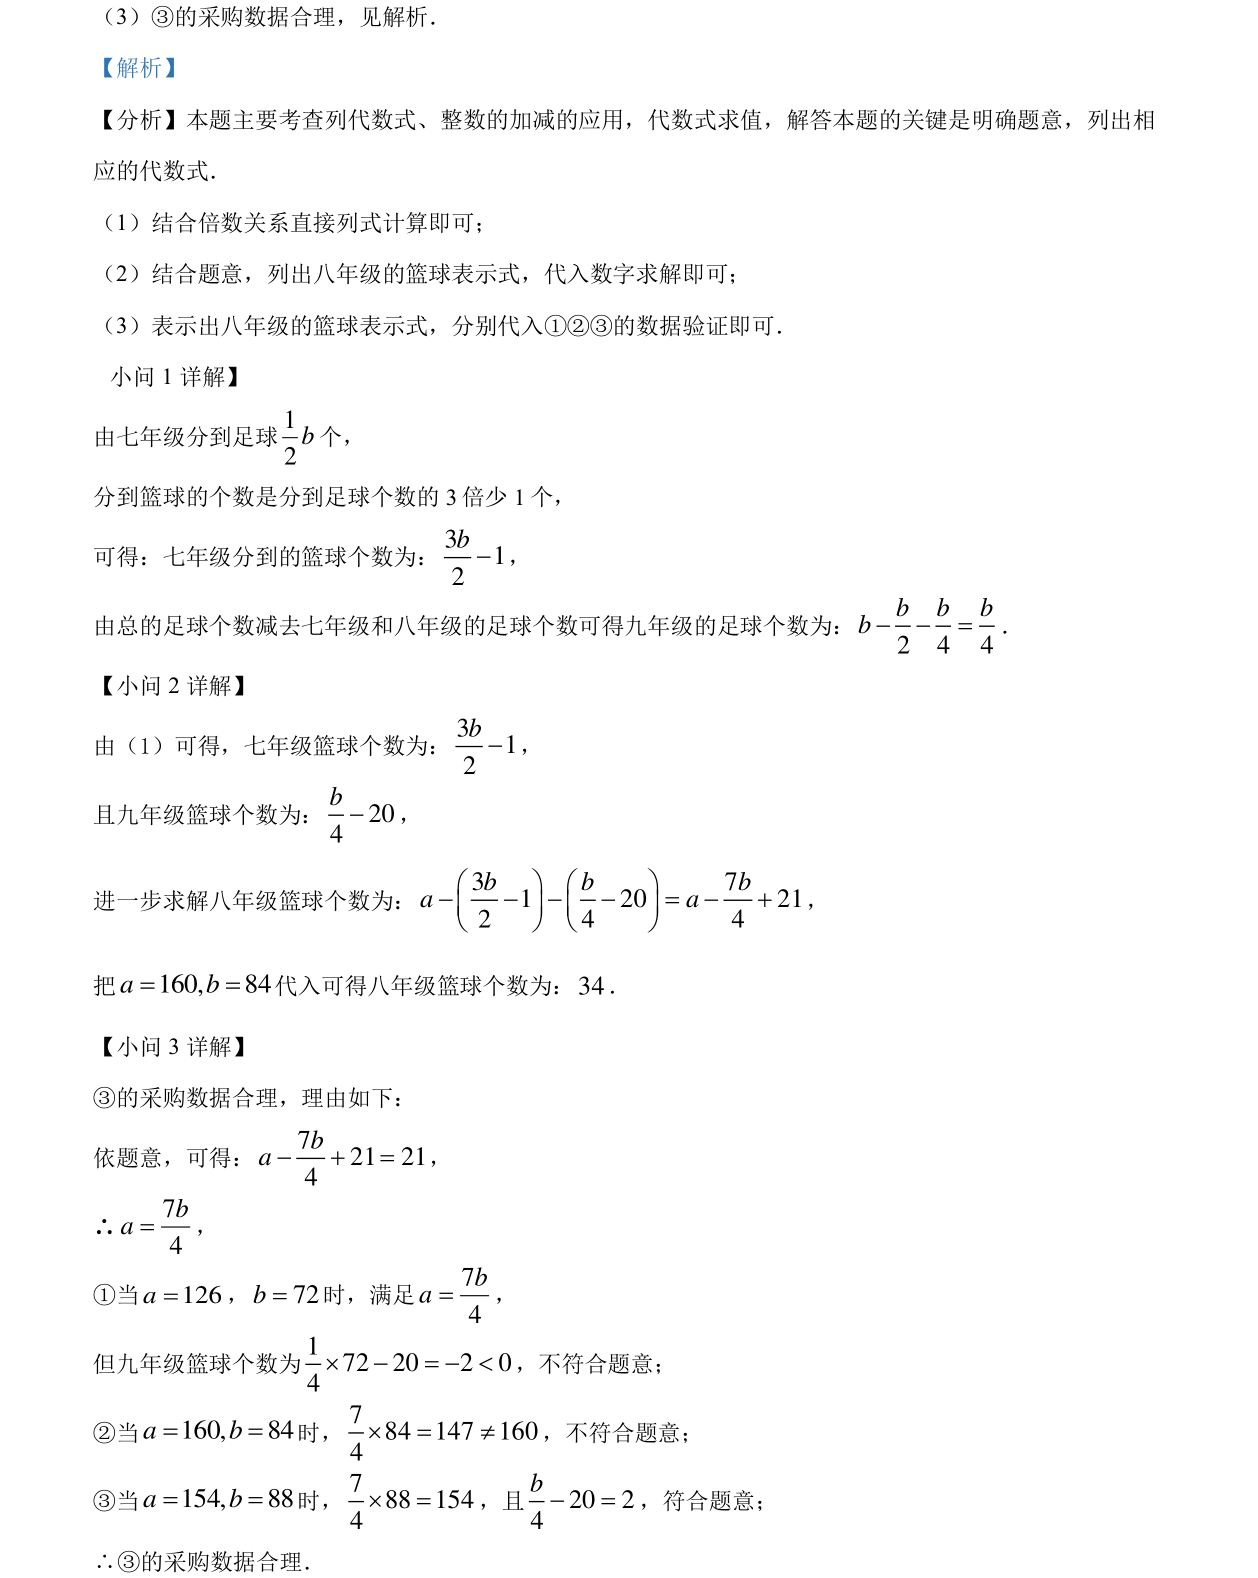 （3）③的采购数据合理，见解析．
【解析】
【分析】本题主要考查列代数式、整数的加减的应用，代数式求值，解答本题的关键是明确题意，列出相
应的代数式．
（1）结合倍数关系直接列式计算即可；
（2）结合题意，列出八年级的篮球表示式，代入数字求解即可；
（3）表示出八年级的篮球表示式，分别代入①②③的数据验证即可．
小问 1 详解】
由七年级分到足球 \frac{1}{2}b 个，
分到篮球的个数是分到足球个数的 3 倍少 1 个，
可得：七年级分到的篮球个数为：\frac{3b}{2}−1，
由总的足球个数减去七年级和八年级的足球个数可得九年级的足球个数为：b−\frac{b}{2}−\frac{b}{4}=\frac{b}{4}．
【小问 2 详解】
由（1）可得，七年级篮球个数为：\frac{3b}{2}−1，
且九年级篮球个数为：\frac{b}{4}−20，
进一步求解八年级篮球个数为：a−(\frac{3b}{2}−1)−(\frac{b}{4}−20)=a−\frac{7b}{4}+21，
把 a=160,b=84 代入可得八年级篮球个数为：34．
【小问 3 详解】
③的采购数据合理，理由如下：
依题意，可得：a−\frac{7b}{4}+21=21，
∴a=\frac{7b}{4}，
①当 a=126，b=72 时，满足 a=\frac{7b}{4}，
但九年级篮球个数为 \frac{1}{4}×72−20=−2<0，不符合题意；
②当 a=160,b=84 时，\frac{7}{4}×84=147≠160，不符合题意；
③当 a=154,b=88 时，\frac{7}{4}×88=154，且 \frac{b}{4}−20=2，符合题意；
∴③的采购数据合理．